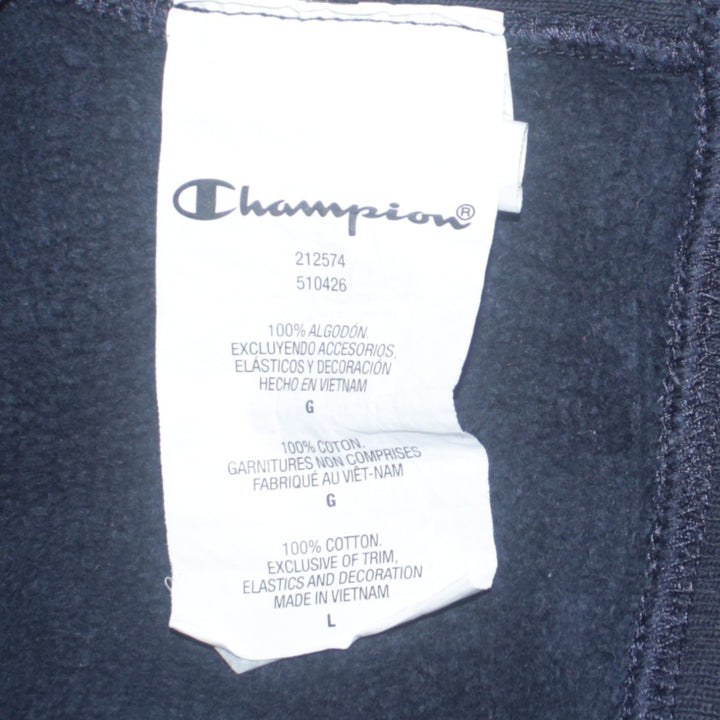 Champion®
212574
510426
100% ALGODÓN.
EXCLUYENDO ACCESORIOS,
ELÁSTICOS Y DECORACIÓN
HECHO EN VIETNAM
G
100% COTON.
GARNITURES NON COMPRISES
FABRIQUÉ AU VIÊT-NAM
G
100% COTTON.
EXCLUSIVE OF TRIM,
ELASTICS AND DECORATION
MADE IN VIETNAM
L